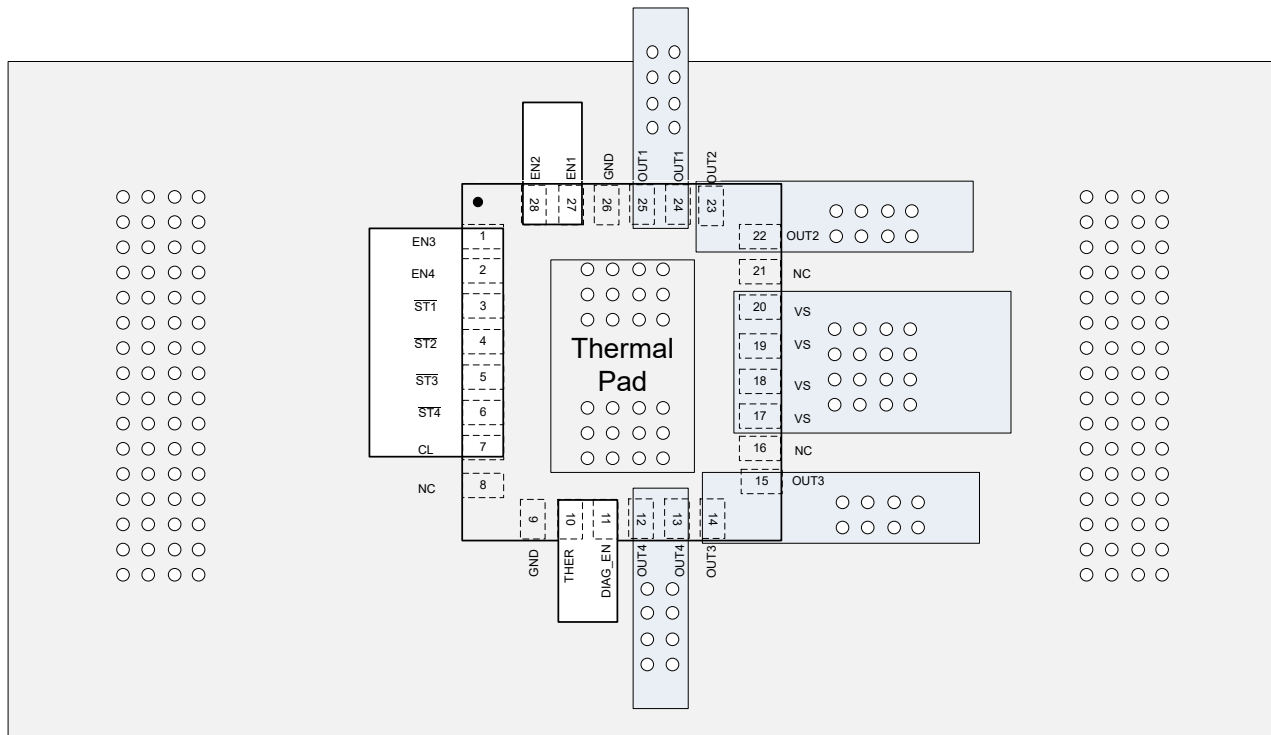 EN2
EN1
GND
OUT1
OUT1
OUT2
28
27
26
25
24
23
EN3
1
EN4
2
ST1
3
ST2
4
ST3
5
ST4
6
CL
7
NC
8
22
OUT2
21
NC
20
VS
19
VS
18
VS
17
VS
16
NC
15
OUT3
Thermal
Pad
9
10
11
12
13
14
GND
THER
DIAG_EN
OUT4
OUT4
OUT3